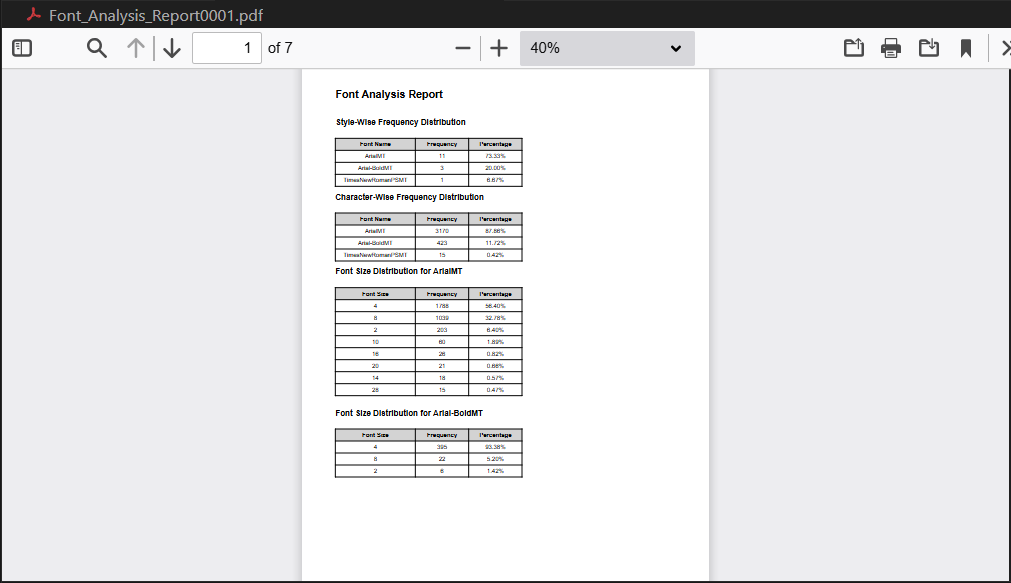 Font_Analysis_Report0001.pdf
1 of 7 40%
Font Analysis Report
Style-Wise Frequency Distribution
Font Name Frequency Percentage
ArialMT 11 73.33%
Arial-BoldMT 3 20.00%
TimesNewRomanPSMT 1 6.67%
Character-Wise Frequency Distribution
Font Name Frequency Percentage
ArialMT 3170 87.86%
Arial-BoldMT 423 11.72%
TimesNewRomanPSMT 15 0.42%
Font Size Distribution for ArialMT
Font Size Frequency Percentage
4 1788 56.40%
8 1039 32.78%
2 203 6.40%
10 60 1.89%
16 26 0.82%
20 21 0.66%
14 18 0.57%
28 15 0.47%
Font Size Distribution for Arial-BoldMT
Font Size Frequency Percentage
4 395 93.38%
8 22 5.20%
2 6 1.42%